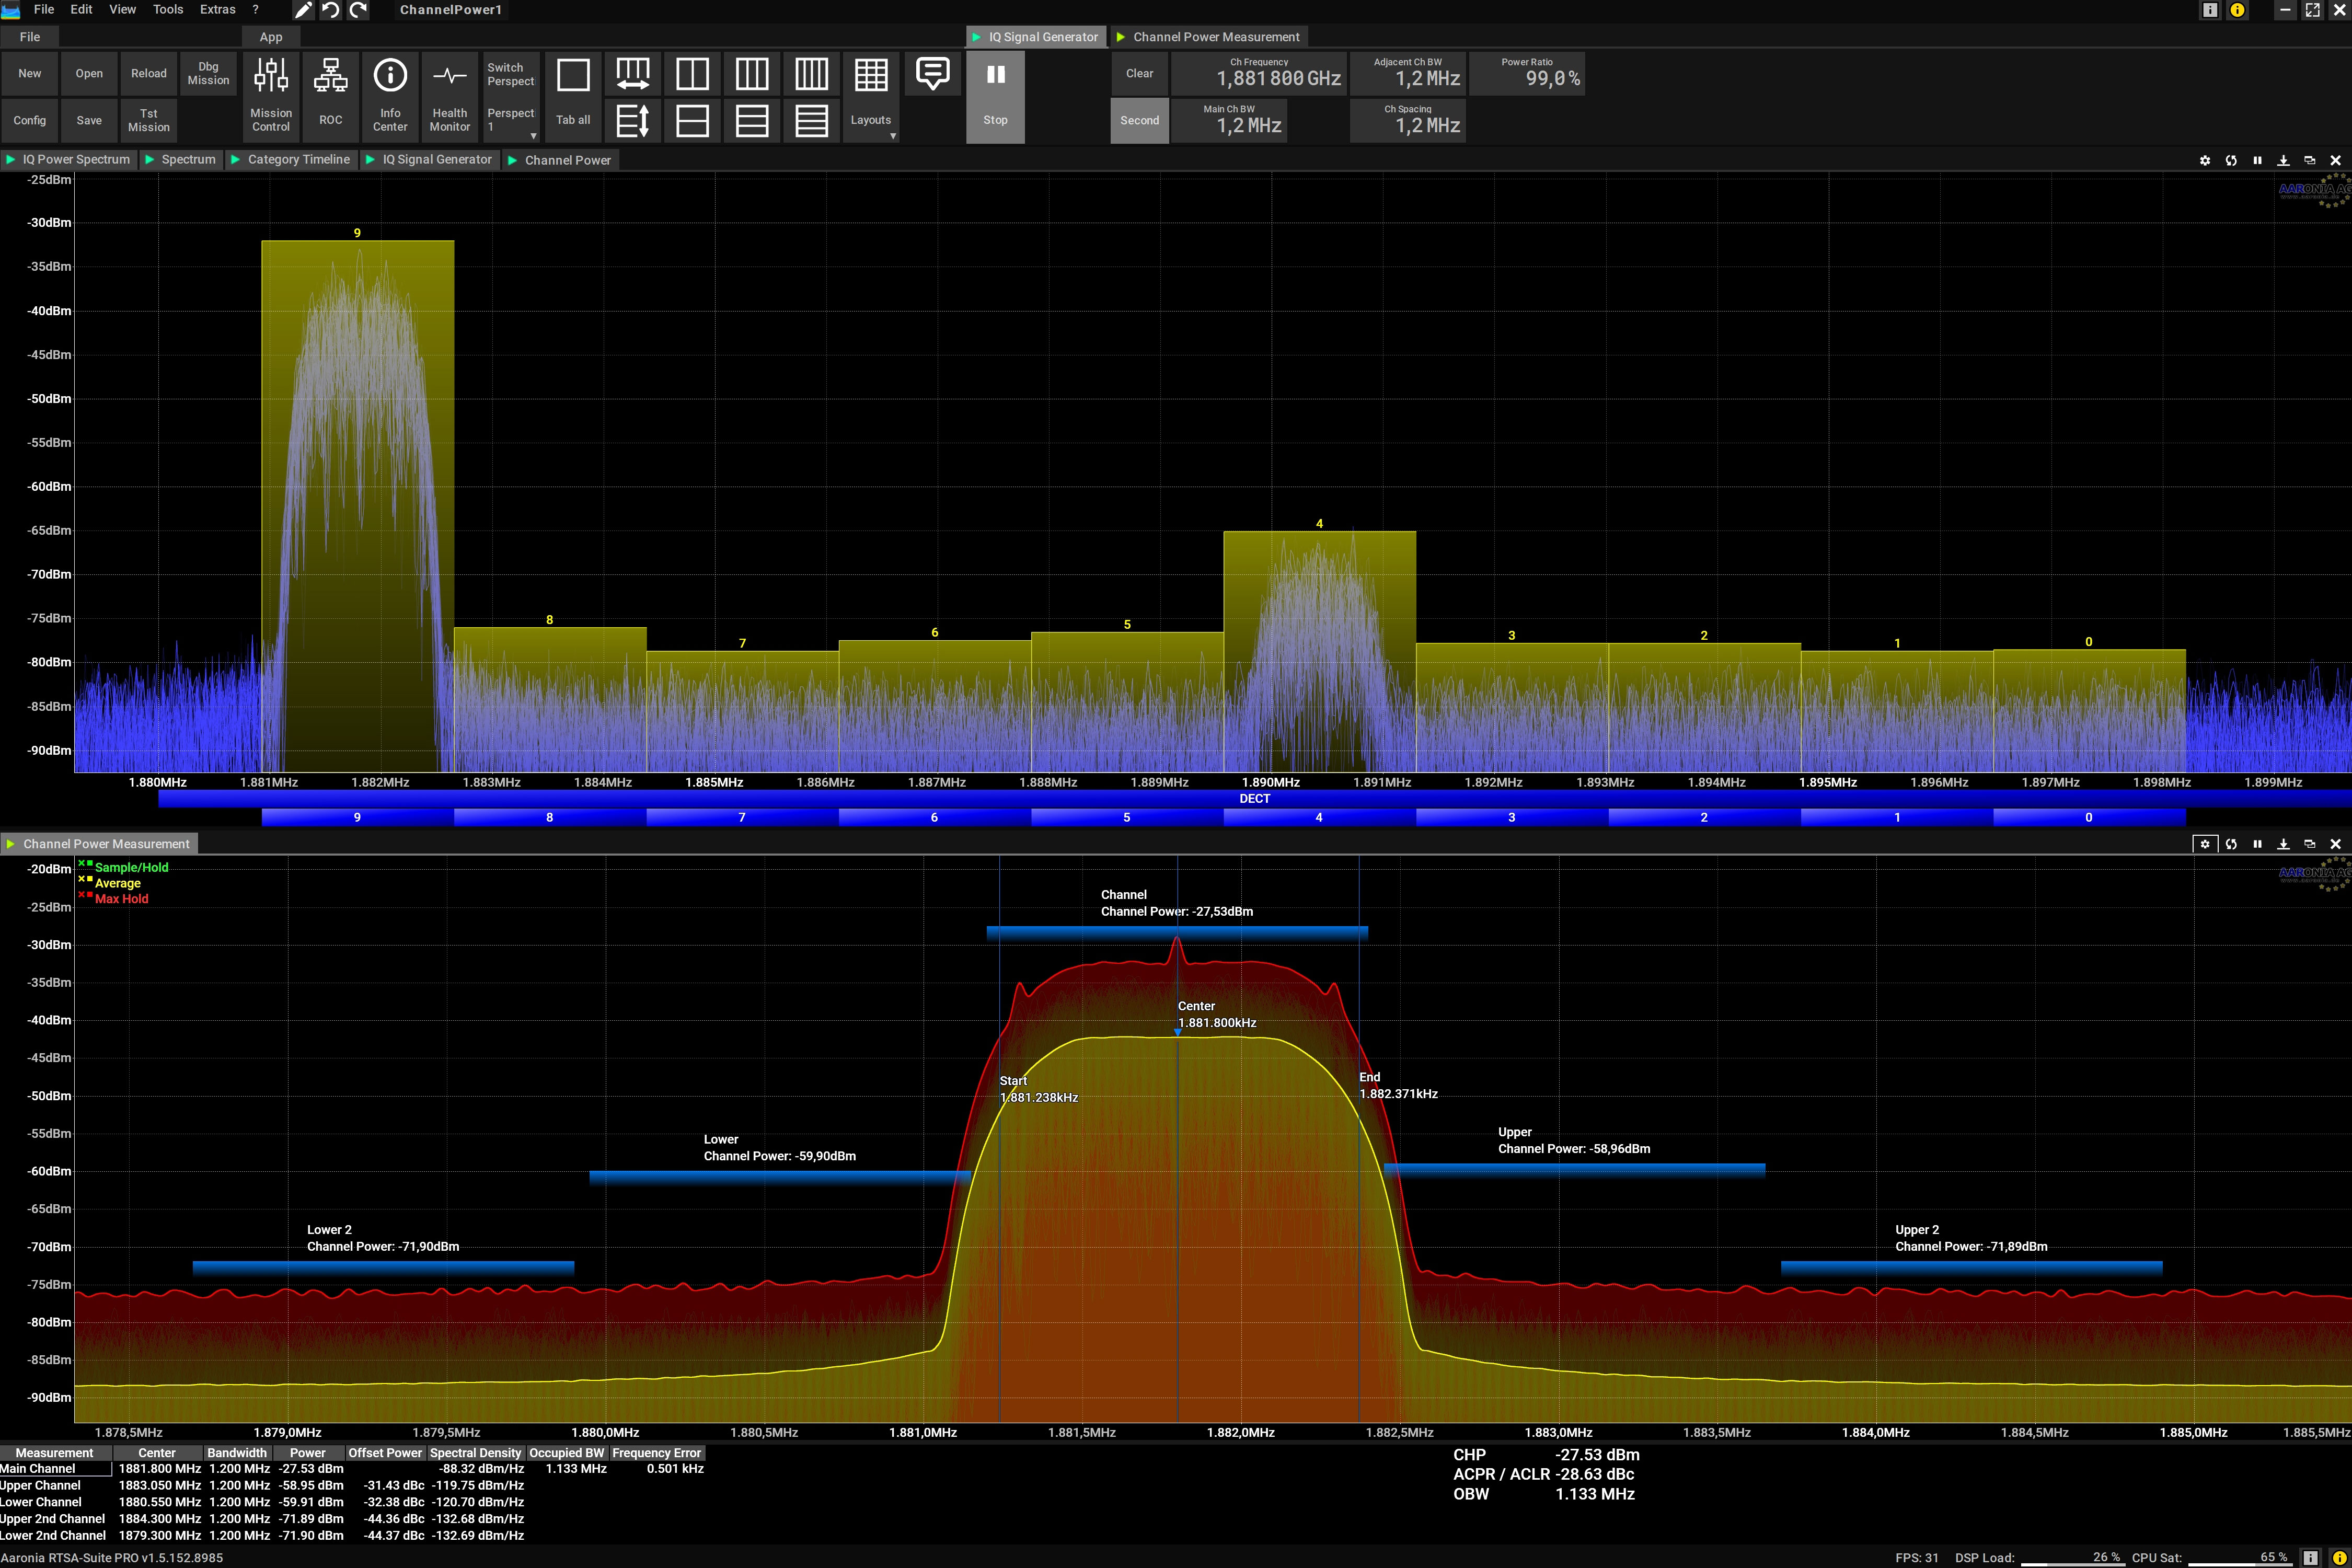 File Edit View Tools Extras ? ChannelPower1
File App IQ Signal Generator Channel Power Measurement
New Open Reload Dbg Mission
Config Save Tst Mission
Mission Control ROC Info Center Health Monitor
Switch Perspect
Perspect 1
Tab all Layouts
Stop
Clear Second
Ch Frequency 1,881800 GHz
Main Ch BW 1,2 MHz
Adjacent Ch BW 1,2 MHz
Ch Spacing 1,2 MHz
Power Ratio 99,0 %
IQ Power Spectrum Spectrum Category Timeline IQ Signal Generator Channel Power
AARONIA AG
-25dBm
-30dBm
-35dBm
-40dBm
-45dBm
-50dBm
-55dBm
-60dBm
-65dBm
-70dBm
-75dBm
-80dBm
-85dBm
-90dBm
9 8 7 6 5 4 3 2 1 0
1.880MHz 1.881MHz 1.882MHz 1.883MHz 1.884MHz 1.885MHz 1.886MHz 1.887MHz 1.888MHz 1.889MHz 1.890MHz 1.891MHz 1.892MHz 1.893MHz 1.894MHz 1.895MHz 1.896MHz 1.897MHz 1.898MHz 1.899MHz
DECT
9 8 7 6 5 4 3 2 1 0
Channel Power Measurement
Sample/Hold
Average
Max Hold
AARONIA AG
-20dBm
-25dBm
-30dBm
-35dBm
-40dBm
-45dBm
-50dBm
-55dBm
-60dBm
-65dBm
-70dBm
-75dBm
-80dBm
-85dBm
-90dBm
Channel
Channel Power: -27,53dBm
Center
1.881.800kHz
Start
1.881.238kHz
End
1.882.371kHz
Lower
Channel Power: -59,90dBm
Upper
Channel Power: -58,96dBm
Lower 2
Channel Power: -71,90dBm
Upper 2
Channel Power: -71,89dBm
1.878,5MHz 1.879,0MHz 1.879,5MHz 1.880,0MHz 1.880,5MHz 1.881,0MHz 1.881,5MHz 1.882,0MHz 1.882,5MHz 1.883,0MHz 1.883,5MHz 1.884,0MHz 1.884,5MHz 1.885,0MHz 1.885,5MHz
Measurement Center Bandwidth Power Offset Power Spectral Density Occupied BW Frequency Error
Main Channel 1881.800 MHz 1.200 MHz -27.53 dBm -88.32 dBm/Hz 1.133 MHz 0.501 kHz
Upper Channel 1883.050 MHz 1.200 MHz -58.95 dBm -31.43 dBc -119.75 dBm/Hz
Lower Channel 1880.550 MHz 1.200 MHz -59.91 dBm -32.38 dBc -120.70 dBm/Hz
Upper 2nd Channel 1884.300 MHz 1.200 MHz -71.89 dBm -44.36 dBc -132.68 dBm/Hz
Lower 2nd Channel 1879.300 MHz 1.200 MHz -71.90 dBm -44.37 dBc -132.69 dBm/Hz
CHP -27.53 dBm
ACPR / ACLR -28.63 dBc
OBW 1.133 MHz
Aaronia RTSA-Suite PRO v1.5.152.8985 FPS: 31 DSP Load: 26 % CPU Sat: 65 %